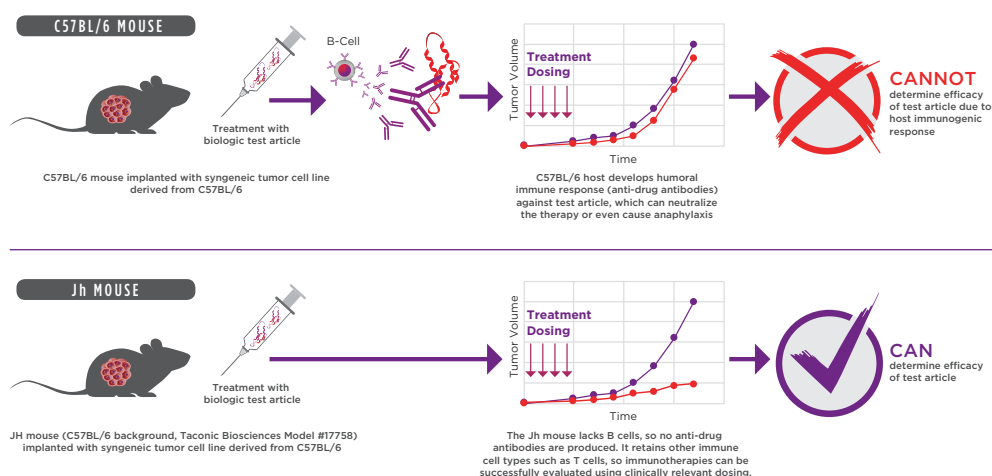 C57BL/6 MOUSE
B-Cell
Treatment with
biologic test article
C57BL/6 mouse implanted with syngeneic tumor cell line
derived from C57BL/6
Tumor Volume
Treatment
Dosing
Time
C57BL/6 host develops humoral
immune response (anti-drug antibodies)
against test article, which can neutralize
the therapy or even cause anaphylaxis
CANNOT
determine efficacy
of test article due to
host immunogenic
response
Jh MOUSE
Treatment with
biologic test article
JH mouse (C57BL/6 background, Taconic Biosciences Model #17758)
implanted with syngeneic tumor cell line derived from C57BL/6
Tumor Volume
Treatment
Dosing
Time
The Jh mouse lacks B cells, so no anti-drug
antibodies are produced. It retains other immune
cell types such as T cells, so immunotherapies can be
successfully evaluated using clinically relevant dosing.
CAN
determine efficacy
of test article